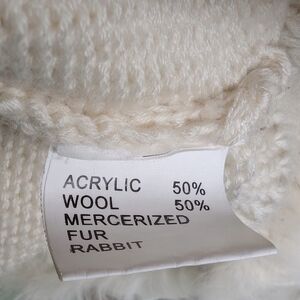 ACRYLIC 50%
WOOL 50%
MERCERIZED
FUR
RABBIT